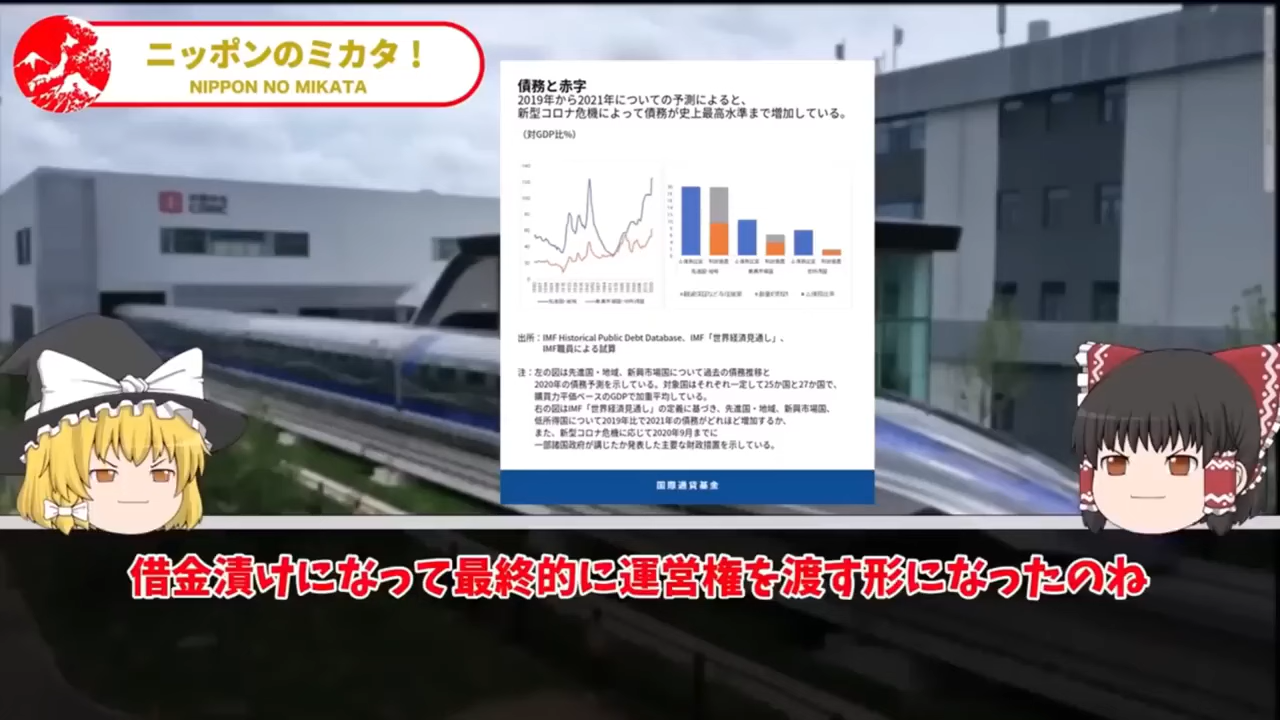 ニッポンのミカタ！
NIPPON NO MIKATA
債務と赤字
2019年から2021年についての予測によると、
新型コロナ危機によって債務が史上最高水準まで増加している。
（対GDP比%）
出所：IMF Historical Public Debt Database、IMF「世界経済見通し」、
IMF職員による試算
注：左の図は先進国・地域、新興市場国について過去の債務推移と
2020年の債務予測を示している。対象国はそれぞれ一定して25か国と27か国で、
購買力平価ベースのGDPで加重平均している。
右の図はIMF「世界経済見通し」の定義に基づき、先進国・地域、新興市場国、
低所得国について2019年比で2021年の債務がどれほど増加するか、
また、新型コロナ危機に応じて2020年9月までに
一部諸国政府が講じたか発表した主要な財政措置を示している。
国際通貨基金
借金漬けになって最終的に運営権を渡す形になったのね